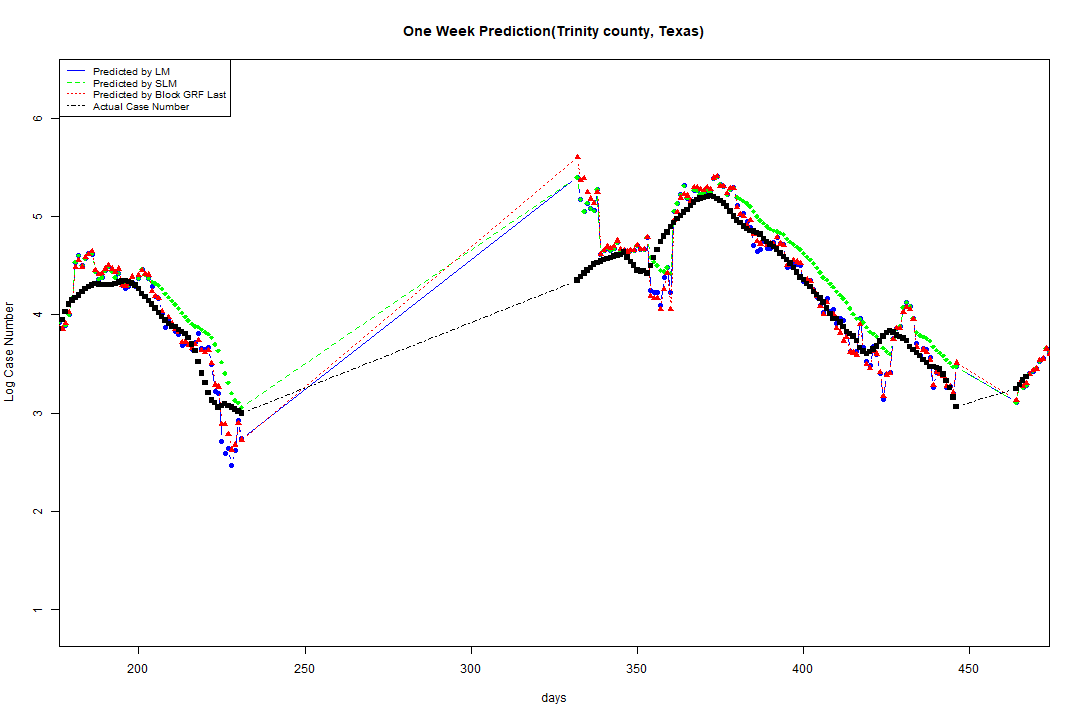 One Week Prediction(Trinity county, Texas)
Predicted by LM
Predicted by SLM
Predicted by Block GRF Last
Actual Case Number
Log Case Number
6
5
4
3
2
1
200 250 300 350 400 450
days